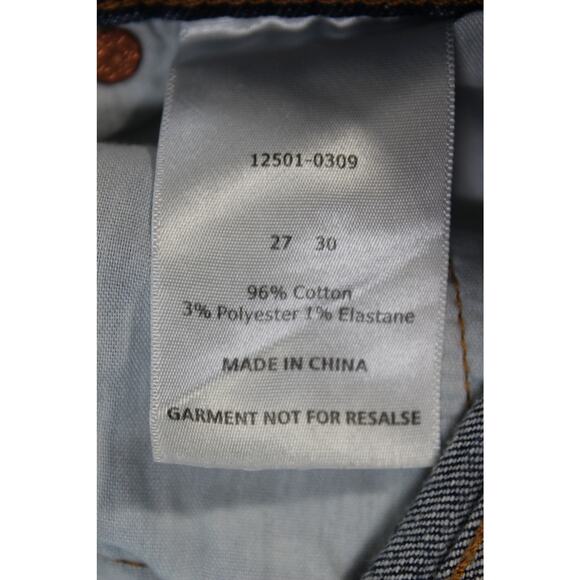 12501-0309
27 30
96% Cotton
3% Polyester 1% Elastane
MADE IN CHINA
GARMENT NOT FOR RESALSE